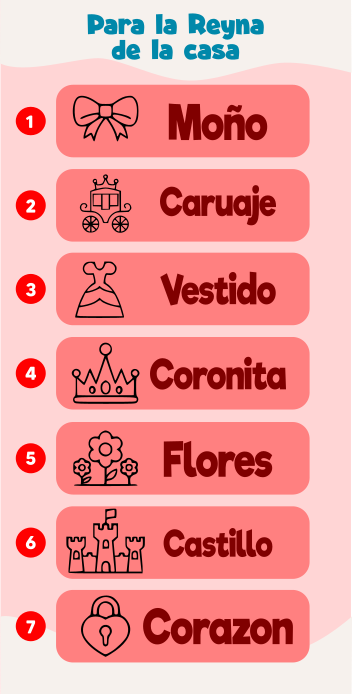 Para la Reyna
de la casa
1 Moño
2 Caruaje
3 Vestido
4 Coronita
5 Flores
6 Castillo
7 Corazon